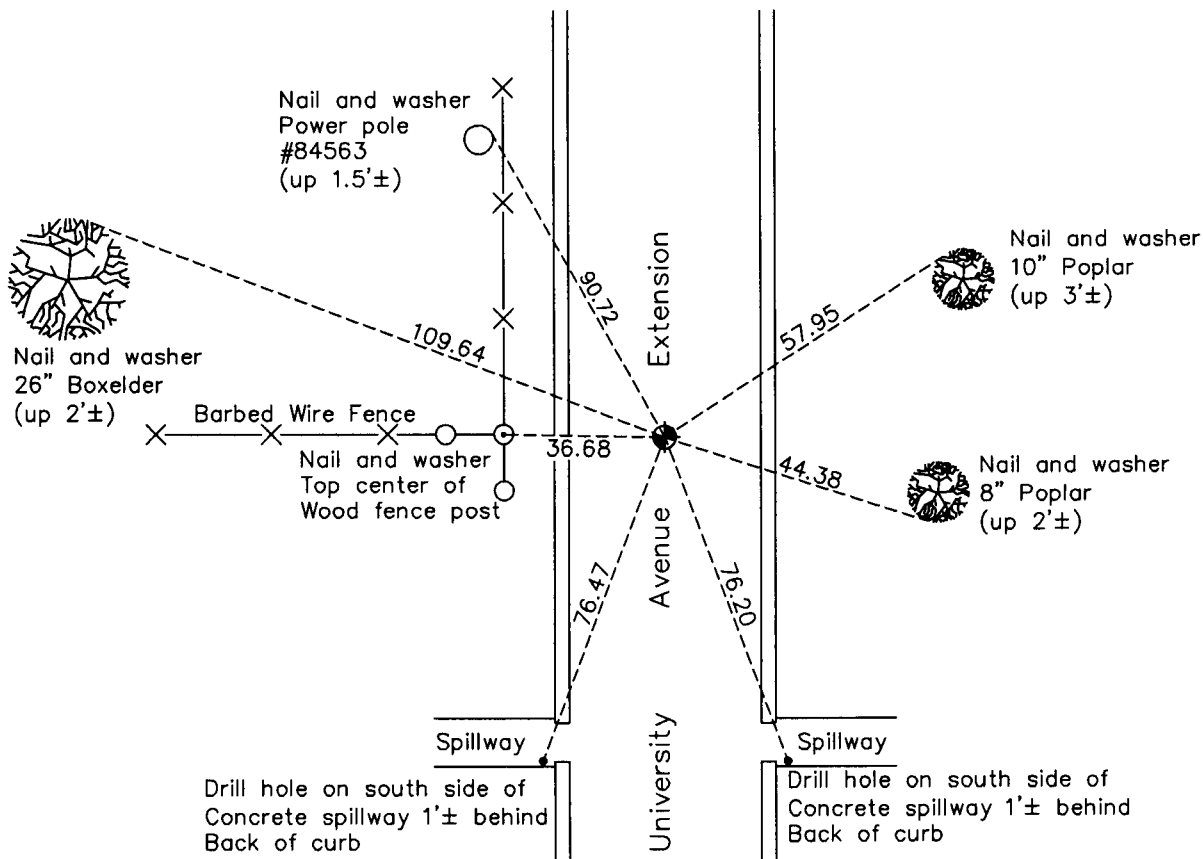 Nail and washer
Power pole
#84563
(up 1.5'±)
Nail and washer
10" Poplar
(up 3'±)
Extension
90.72
57.95
109.64
Nail and washer
26" Boxelder
(up 2'±)
Barbed Wire Fence
36.68
Nail and washer
Top center of
Wood fence post
44.38
Nail and washer
8" Poplar
(up 2'±)
Avenue
76.47
76.20
University
Spillway
Spillway
Drill hole on south side of
Concrete spillway 1'± behind
Back of curb
Drill hole on south side of
Concrete spillway 1'± behind
Back of curb